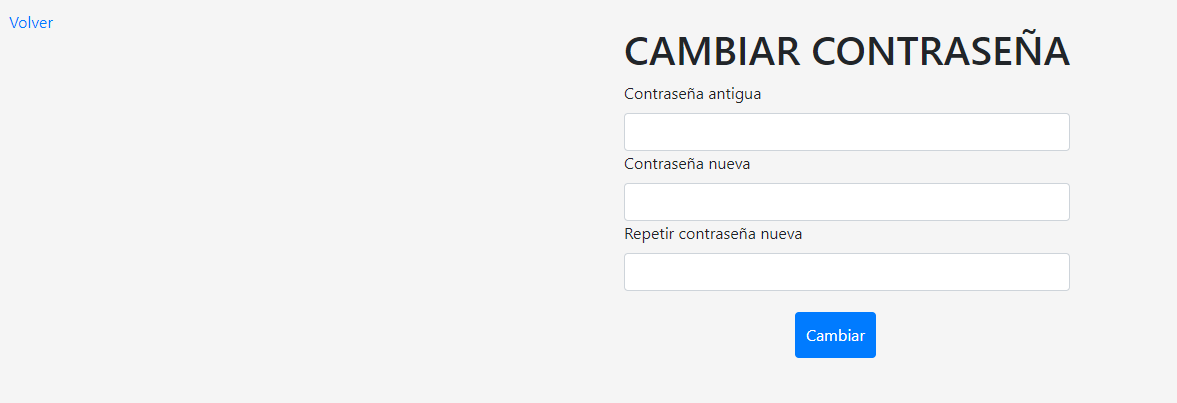 Volver
CAMBIAR CONTRASEÑA
Contraseña antigua
Contraseña nueva
Repetir contraseña nueva
Cambiar